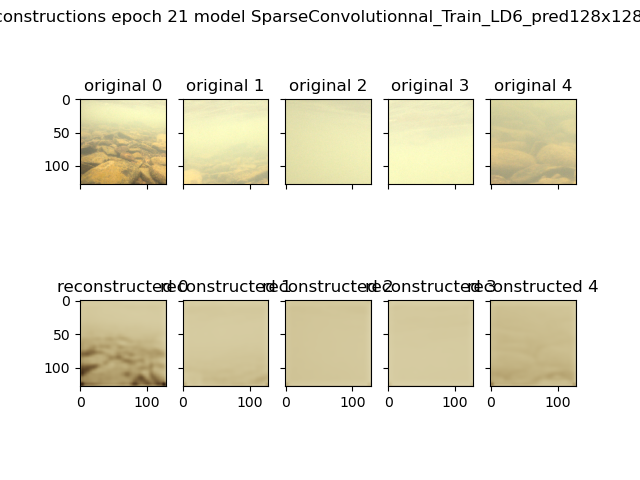 constructions epoch 21 model SparseConvolutionnal_Train_LD6_pred128x128
original 0 original 1 original 2 original 3 original 4
0
50
100
reconstructed 0 reconstructed 1 reconstructed 2 reconstructed 3 reconstructed 4
0
50
100
0 100 0 100 0 100 0 100 0 100